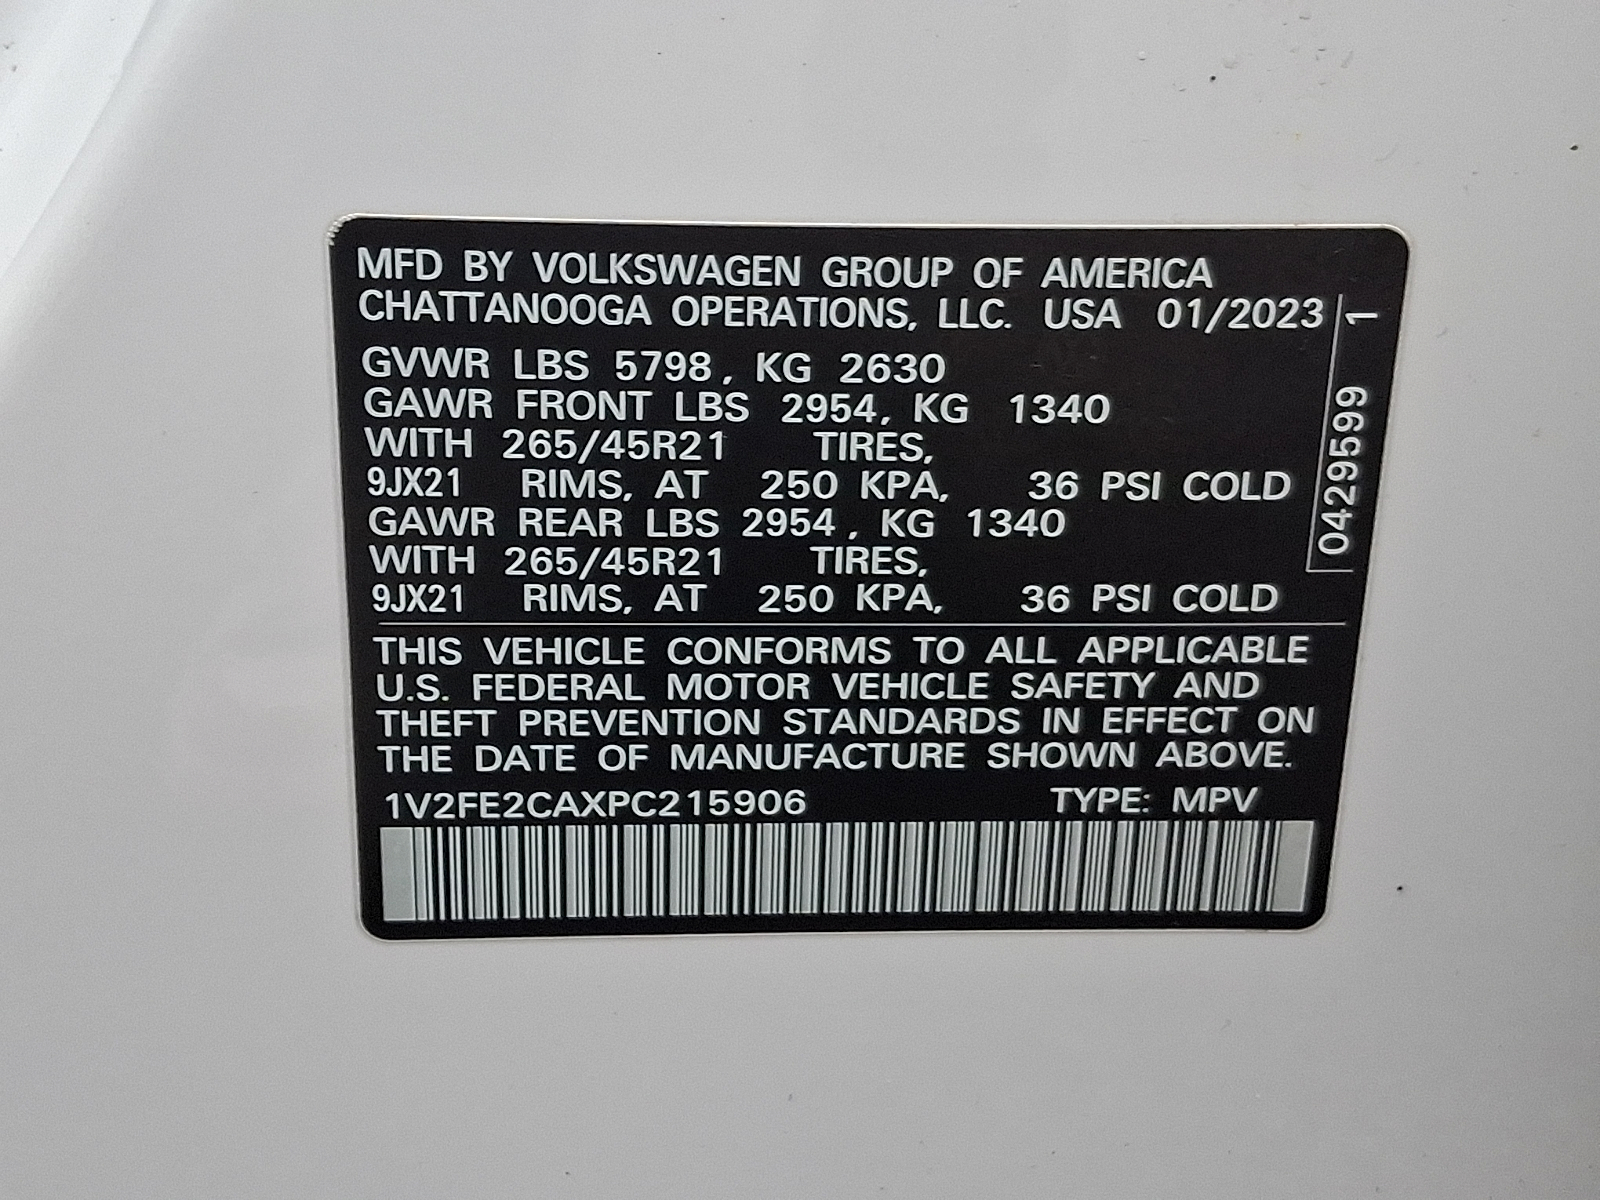 MFD BY VOLKSWAGEN GROUP OF AMERICA
CHATTANOOGA OPERATIONS, LLC. USA 01/2023
GVWR LBS 5798, KG 2630
GAWR FRONT LBS 2954, KG 1340
WITH 265/45R21 TIRES,
9JX21 RIMS, AT 250 KPA, 36 PSI COLD
GAWR REAR LBS 2954, KG 1340
WITH 265/45R21 TIRES,
9JX21 RIMS, AT 250 KPA, 36 PSI COLD
THIS VEHICLE CONFORMS TO ALL APPLICABLE
U.S. FEDERAL MOTOR VEHICLE SAFETY AND
THEFT PREVENTION STANDARDS IN EFFECT ON
THE DATE OF MANUFACTURE SHOWN ABOVE.
1V2FE2CAXPC215906 TYPE: MPV
0429599 1